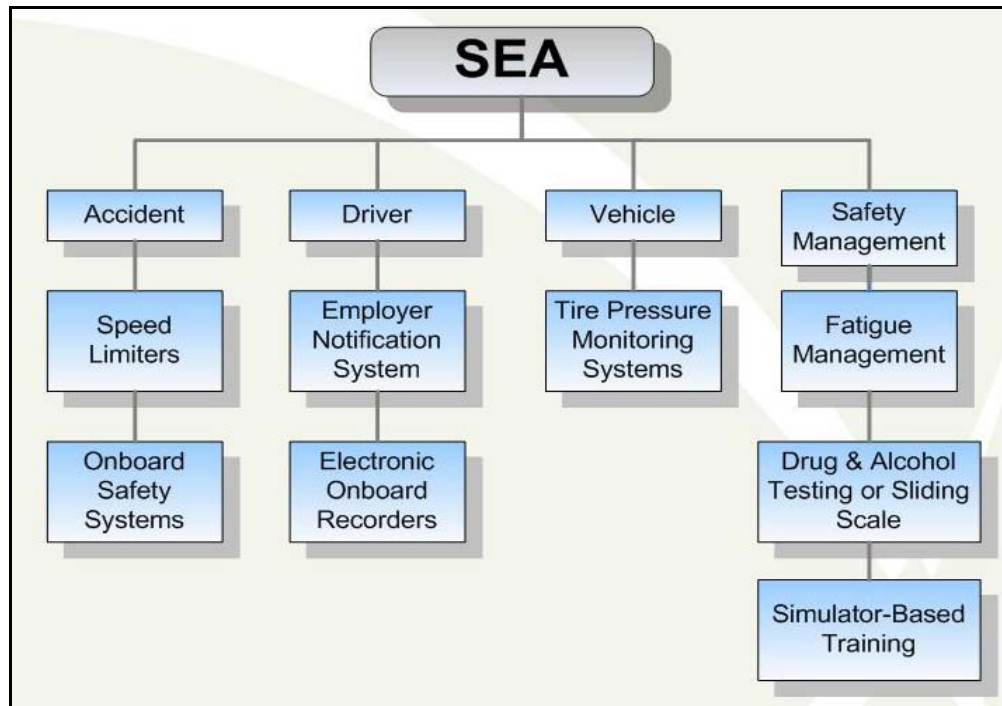 SEA
Accident
Speed
Limiters
Onboard
Safety
Systems
Driver
Employer
Notification
System
Electronic
Onboard
Recorders
Vehicle
Tire Pressure
Monitoring
Systems
Safety
Management
Fatigue
Management
Drug & Alcohol
Testing or Sliding
Scale
Simulator-Based
Training